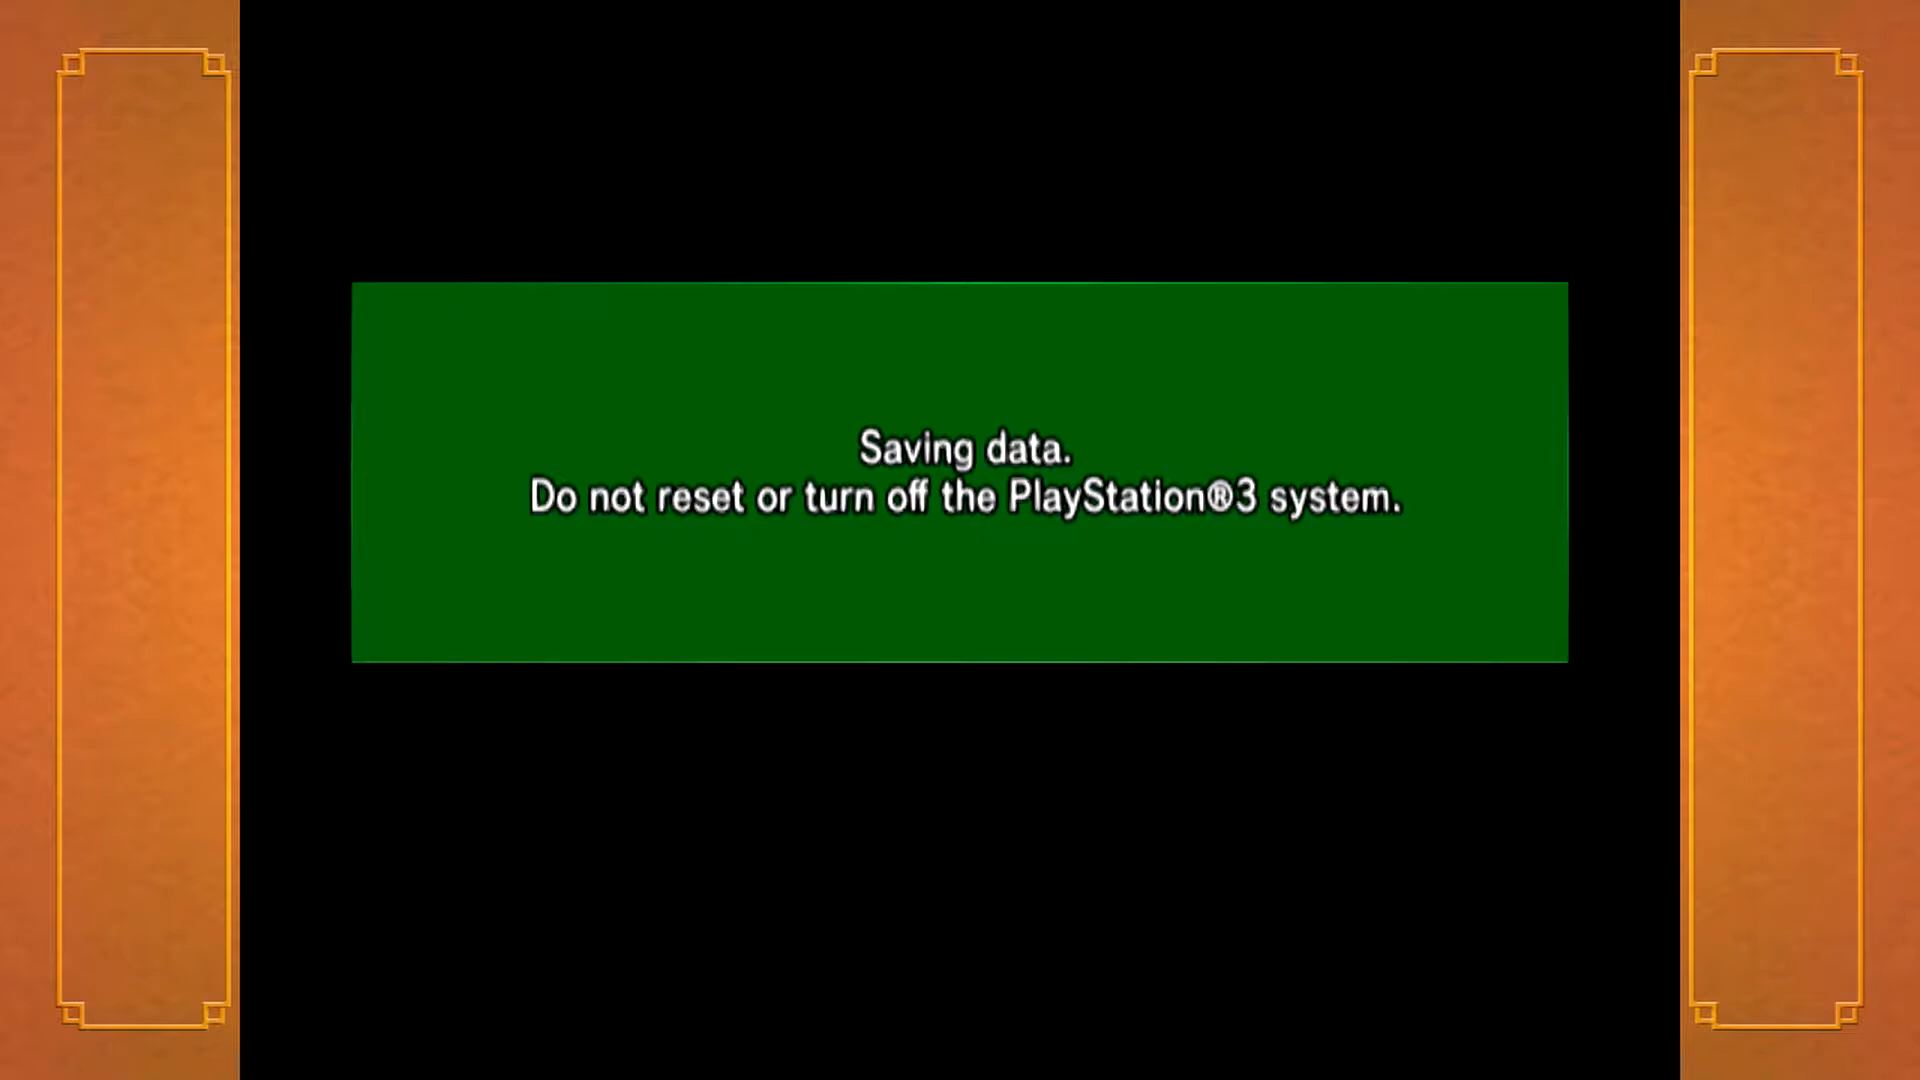 Saving data.
Do not reset or turn off the PlayStation®3 system.